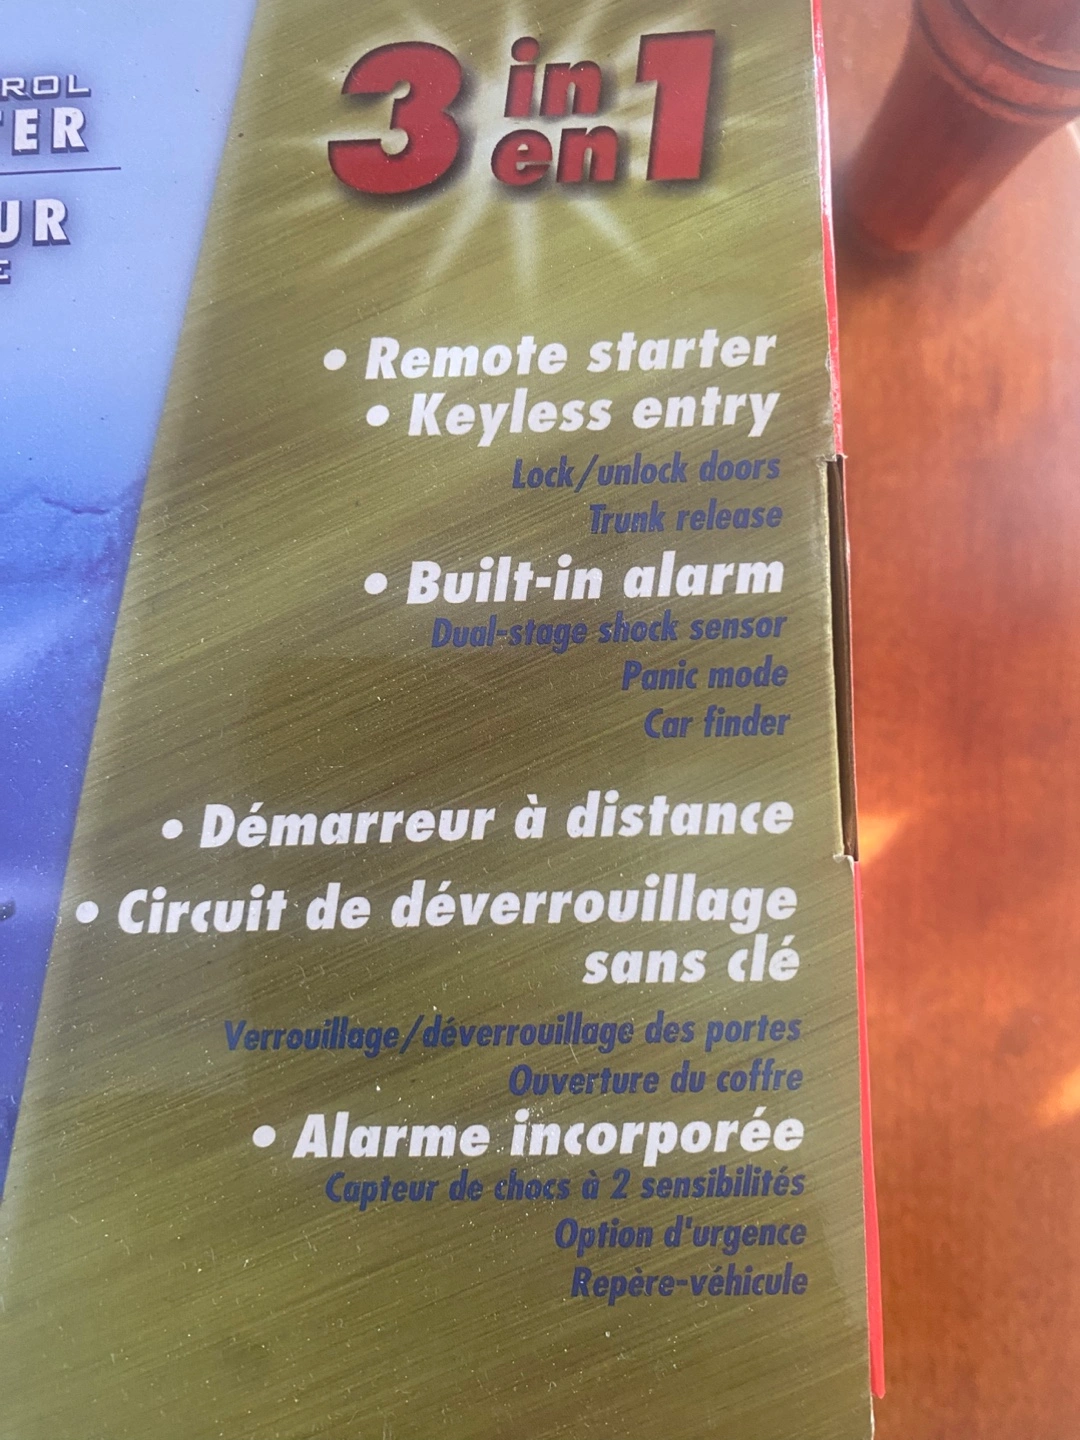 ROL
TER
UR
E
3 in en 1
• Remote starter
• Keyless entry
Lock/unlock doors
Trunk release
• Built-in alarm
Dual-stage shock sensor
Panic mode
Car finder
• Démarreur à distance
• Circuit de déverrouillage
sans clé
Verrouillage/déverrouillage des portes
Ouverture du coffre
• Alarme incorporée
Capteur de chocs à 2 sensibilités
Option d'urgence
Repère-véhicule